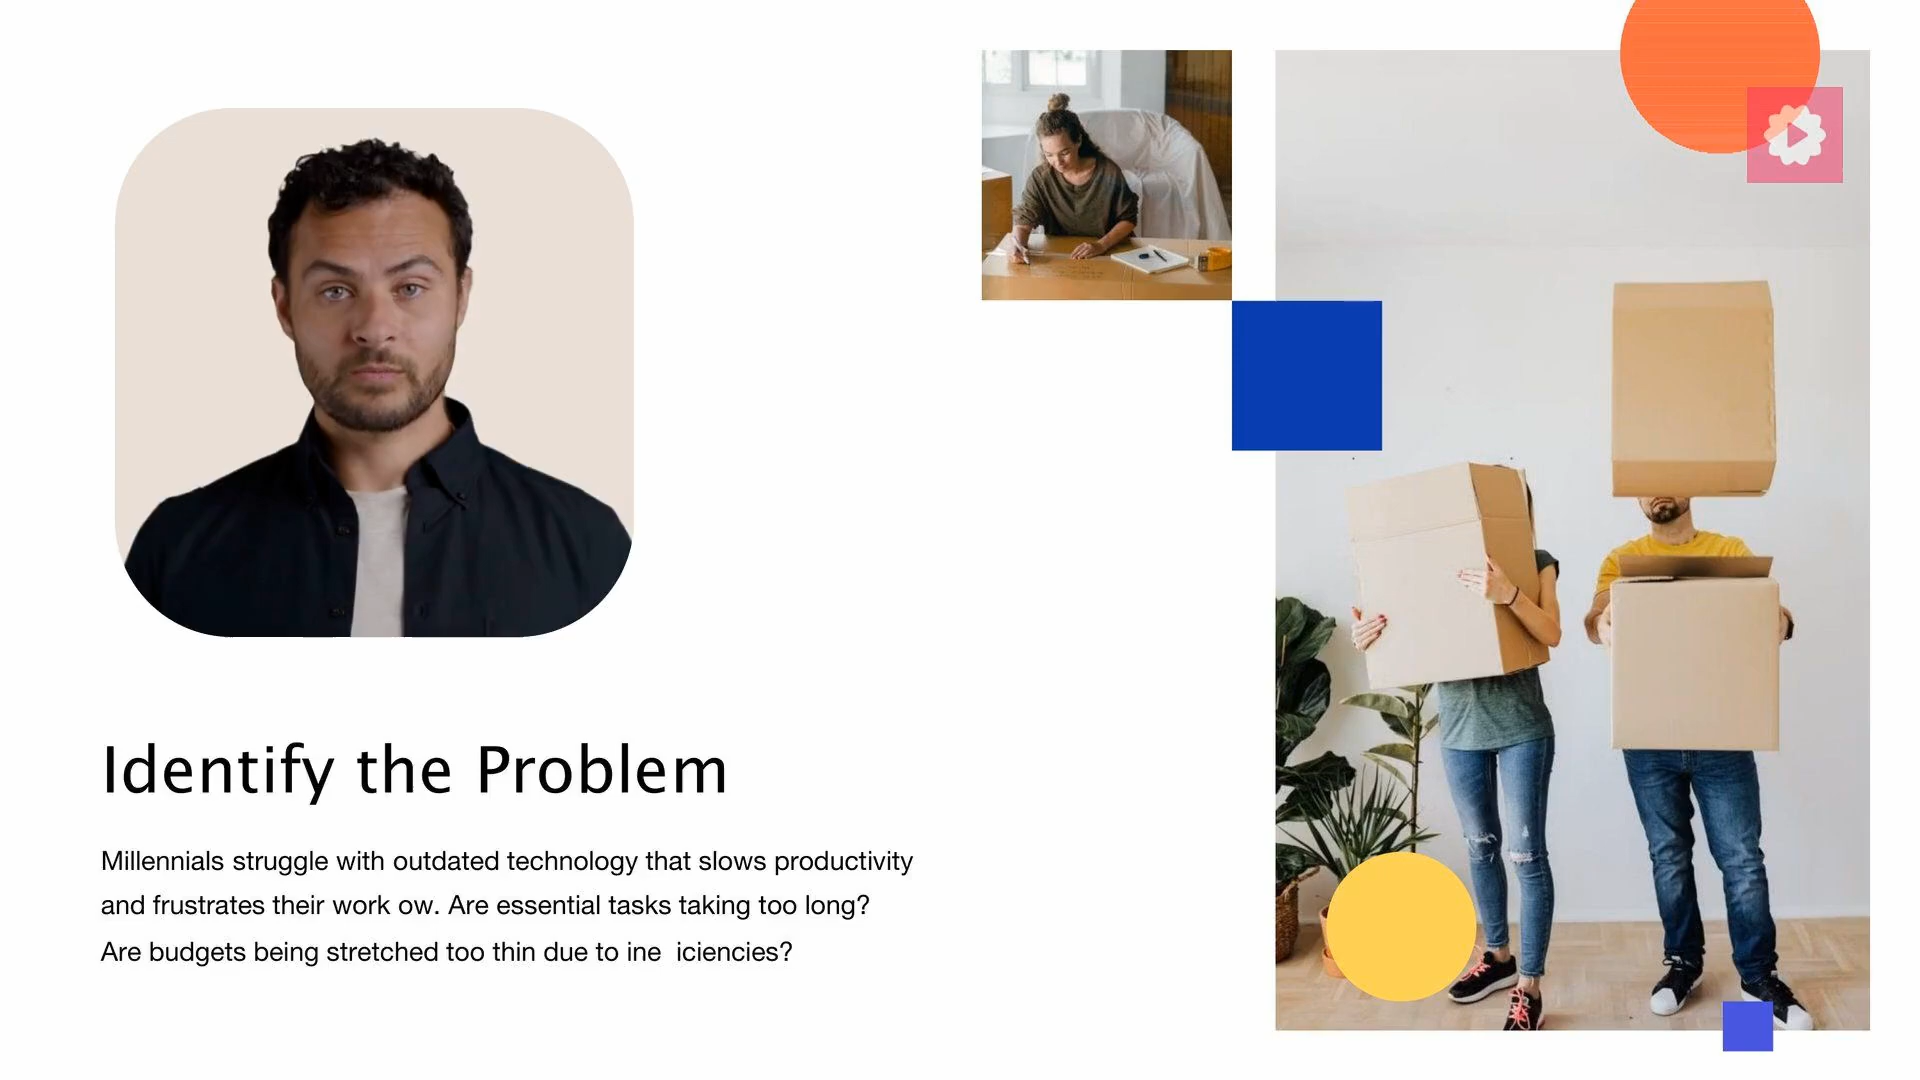 Identify the Problem
Millennials struggle with outdated technology that slows productivity
and frustrates their work ow. Are essential tasks taking too long?
Are budgets being stretched too thin due to ine  iciencies?